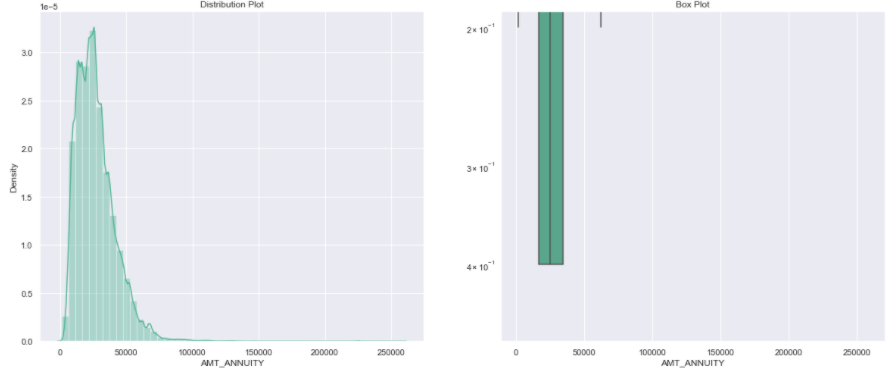 Distribution Plot
1e−5
3.0
2.5
2.0
1.5
1.0
0.5
0.0
Density
0 50000 100000 150000 200000 250000
AMT_ANNUITY
Box Plot
2 × 10⁻¹
3 × 10⁻¹
4 × 10⁻¹
0 50000 100000 150000 200000 250000
AMT_ANNUITY